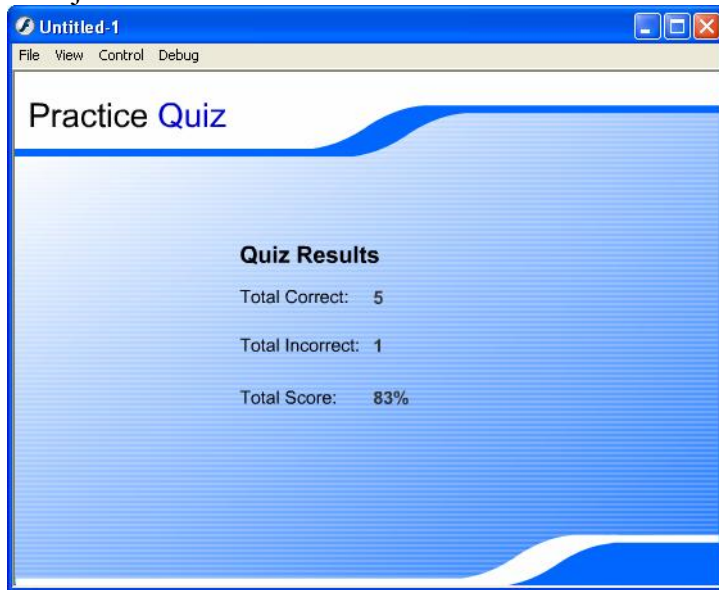 Untitled-1
File View Control Debug
Practice Quiz
Quiz Results
Total Correct: 5
Total Incorrect: 1
Total Score: 83%